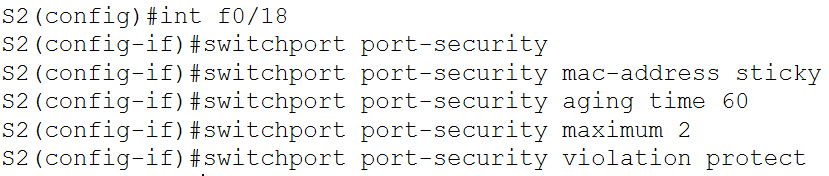 S2(config)#int f0/18
S2(config-if)#switchport port-security
S2(config-if)#switchport port-security mac-address sticky
S2(config-if)#switchport port-security aging time 60
S2(config-if)#switchport port-security maximum 2
S2(config-if)#switchport port-security violation protect